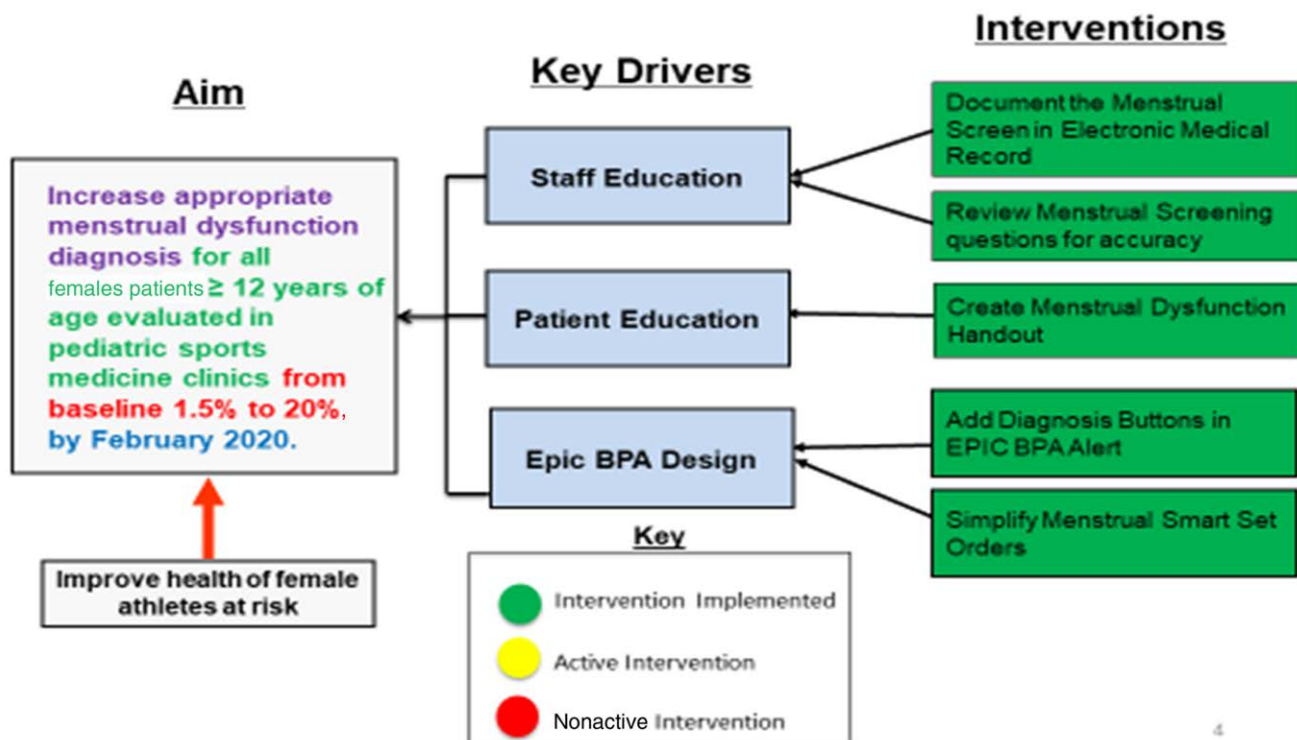 Aim
Increase appropriate
menstrual dysfunction
diagnosis for all
females patients ≥ 12 years of
age evaluated in
pediatric sports
medicine clinics from
baseline 1.5% to 20%,
by February 2020.
Improve health of female
athletes at risk
Key Drivers
Staff Education
Patient Education
Epic BPA Design
Interventions
Document the Menstrual
Screen in Electronic Medical
Record
Review Menstrual Screening
questions for accuracy
Create Menstrual Dysfunction
Handout
Add Diagnosis Buttons in
EPIC BPA Alert
Simplify Menstrual Smart Set
Orders
Key
Intervention Implemented
Active Intervention
Nonactive Intervention
4